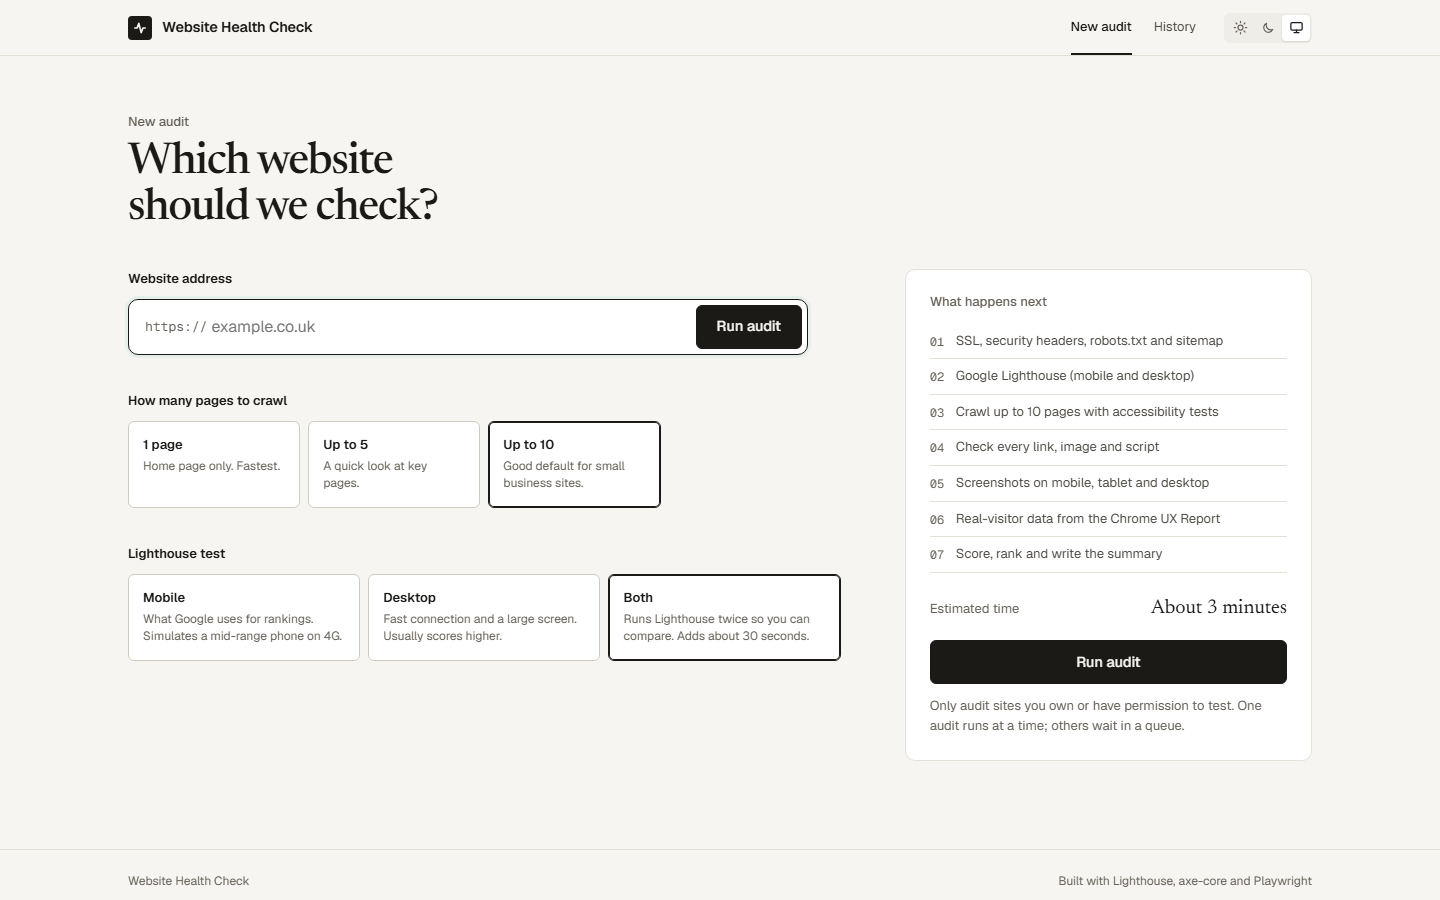 Website Health Check
New audit
History
New audit
Which website
should we check?
Website address
https:// example.co.uk
Run audit
How many pages to crawl
1 page
Home page only. Fastest.
Up to 5
A quick look at key
pages.
Up to 10
Good default for small
business sites.
Lighthouse test
Mobile
What Google uses for rankings.
Simulates a mid-range phone on 4G.
Desktop
Fast connection and a large screen.
Usually scores higher.
Both
Runs Lighthouse twice so you can
compare. Adds about 30 seconds.
What happens next
01 SSL, security headers, robots.txt and sitemap
02 Google Lighthouse (mobile and desktop)
03 Crawl up to 10 pages with accessibility tests
04 Check every link, image and script
05 Screenshots on mobile, tablet and desktop
06 Real-visitor data from the Chrome UX Report
07 Score, rank and write the summary
Estimated time
About 3 minutes
Run audit
Only audit sites you own or have permission to test. One
audit runs at a time; others wait in a queue.
Website Health Check
Built with Lighthouse, axe-core and Playwright